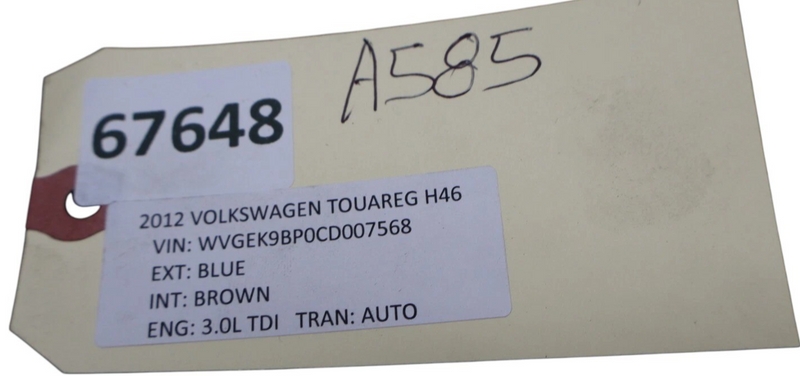 A585
67648
2012 VOLKSWAGEN TOUAREG H46
VIN: WVGEK9BP0CD007568
EXT: BLUE
INT: BROWN
ENG: 3.0L TDI TRAN: AUTO